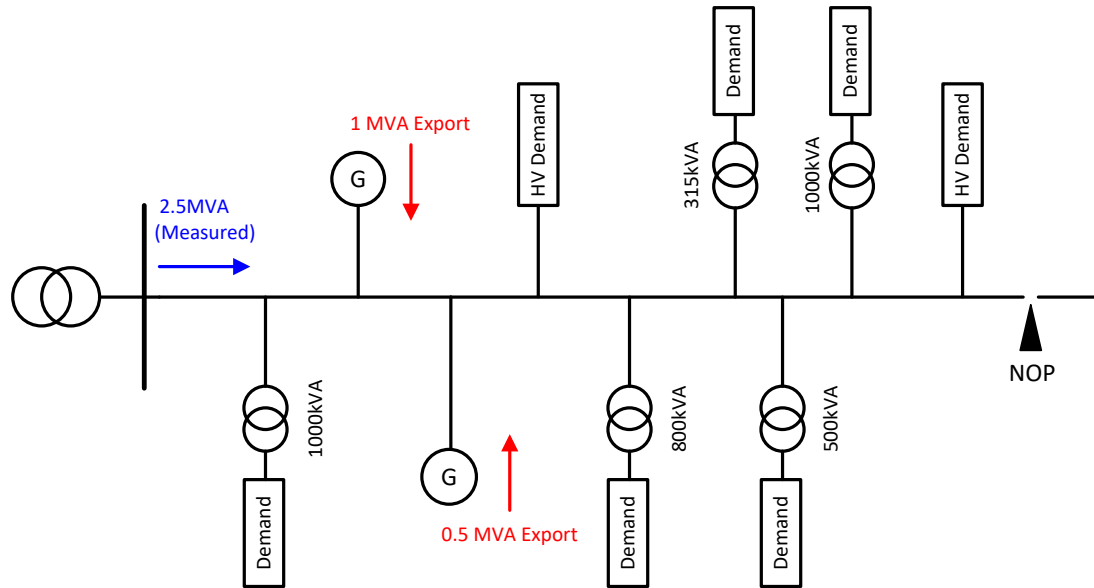 Demand
Demand
1 MVA Export
G
HV Demand
315kVA
1000kVA
HV Demand
2.5MVA
(Measured)
NOP
1000kVA
800kVA
500kVA
G
Demand
0.5 MVA Export
Demand
Demand